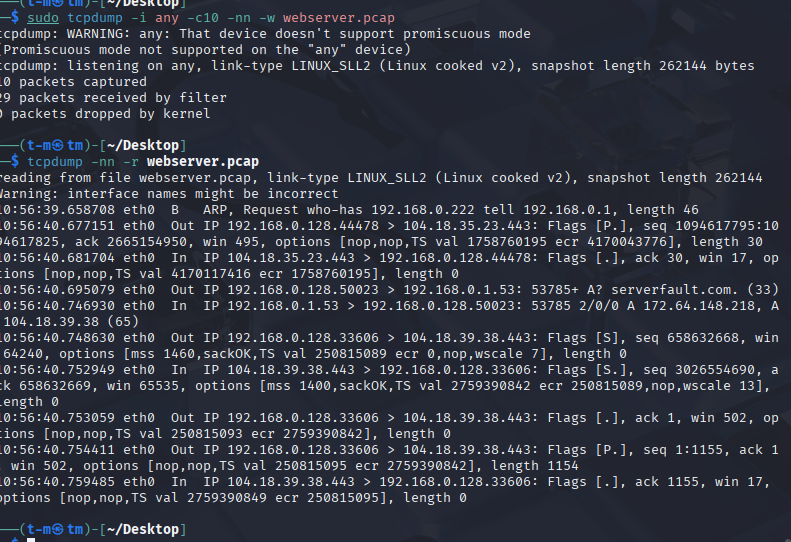 ——(t-m㉿tm)-[~/Desktop]
—$ sudo tcpdump -i any -c10 -nn -w webserver.pcap
tcpdump: WARNING: any: That device doesn't support promiscuous mode
(Promiscuous mode not supported on the "any" device)
tcpdump: listening on any, link-type LINUX_SLL2 (Linux cooked v2), snapshot length 262144 bytes
10 packets captured
29 packets received by filter
0 packets dropped by kernel
——(t-m㉿tm)-[~/Desktop]
—$ tcpdump -nn -r webserver.pcap
reading from file webserver.pcap, link-type LINUX_SLL2 (Linux cooked v2), snapshot length 262144
Warning: interface names might be incorrect
10:56:39.658708 eth0  B   ARP, Request who-has 192.168.0.222 tell 192.168.0.1, length 46
10:56:40.677151 eth0  Out IP 192.168.0.128.44478 > 104.18.35.23.443: Flags [P.], seq 1094617795:10
94617825, ack 2665154950, win 495, options [nop,nop,TS val 1758760195 ecr 4170043776], length 30
10:56:40.681704 eth0  In  IP 104.18.35.23.443 > 192.168.0.128.44478: Flags [.], ack 30, win 17, op
tions [nop,nop,TS val 4170117416 ecr 1758760195], length 0
10:56:40.695079 eth0  Out IP 192.168.0.128.50023 > 192.168.0.1.53: 53785+ A? serverfault.com. (33)
10:56:40.746930 eth0  In  IP 192.168.0.1.53 > 192.168.0.128.50023: 53785 2/0/0 A 172.64.148.218, A
104.18.39.38 (65)
10:56:40.748630 eth0  Out IP 192.168.0.128.33606 > 104.18.39.38.443: Flags [S], seq 658632668, win
64240, options [mss 1460,sackOK,TS val 250815089 ecr 0,nop,wscale 7], length 0
10:56:40.752949 eth0  In  IP 104.18.39.38.443 > 192.168.0.128.33606: Flags [S.], seq 3026554690, a
ck 658632669, win 65535, options [mss 1400,sackOK,TS val 2759390842 ecr 250815089,nop,wscale 13],
length 0
10:56:40.753059 eth0  Out IP 192.168.0.128.33606 > 104.18.39.38.443: Flags [.], ack 1, win 502, op
tions [nop,nop,TS val 250815093 ecr 2759390842], length 0
10:56:40.754411 eth0  Out IP 192.168.0.128.33606 > 104.18.39.38.443: Flags [P.], seq 1:1155, ack 1
, win 502, options [nop,nop,TS val 250815095 ecr 2759390842], length 1154
10:56:40.759485 eth0  In  IP 104.18.39.38.443 > 192.168.0.128.33606: Flags [.], ack 1155, win 17,
options [nop,nop,TS val 2759390849 ecr 250815095], length 0
——(t-m㉿tm)-[~/Desktop]